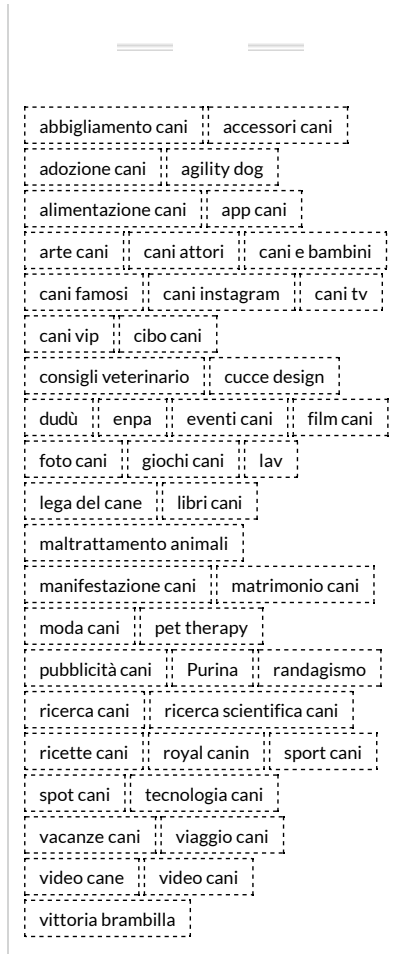 abbigliamento cani accessori cani
adozione cani agility dog
alimentazione cani app cani
arte cani cani attori cani e bambini
cani famosi cani instagram cani tv
cani vip cibo cani
consigli veterinario cucce design
dudù enpa eventi cani film cani
foto cani giochi cani lav
lega del cane libri cani
maltrattamento animali
manifestazione cani matrimonio cani
moda cani pet therapy
pubblicità cani Purina randagismo
ricerca cani ricerca scientifica cani
ricette cani royal canin sport cani
spot cani tecnologia cani
vacanze cani viaggio cani
video cane video cani
vittoria brambilla